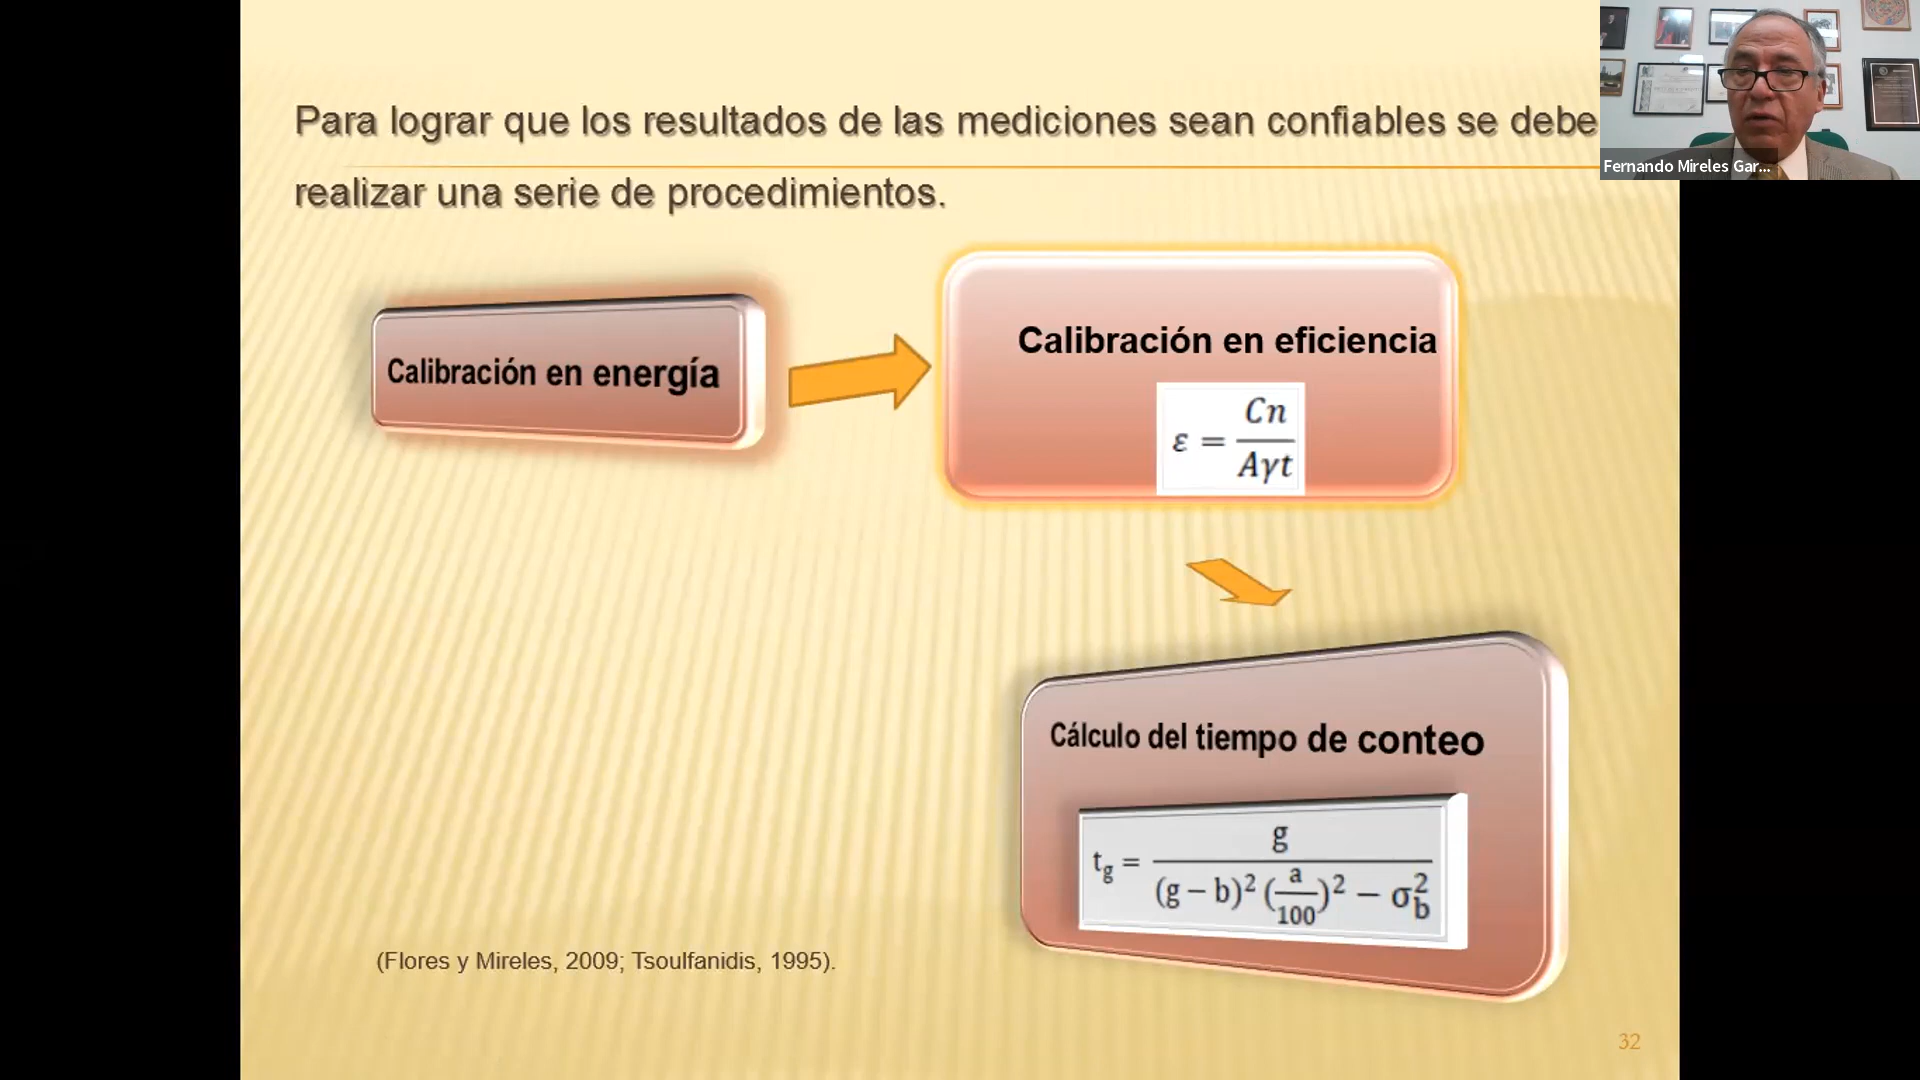 Para lograr que los resultados de las mediciones sean confiables se debe
realizar una serie de procedimientos.
Fernando Mireles Gar...
Calibración en energía
Calibración en eficiencia
ε = Cn / Aγt
Cálculo del tiempo de conteo
t_g = g / (g − b)² (a/100)² − σ_b²
(Flores y Mireles, 2009; Tsoulfanidis, 1995).
32